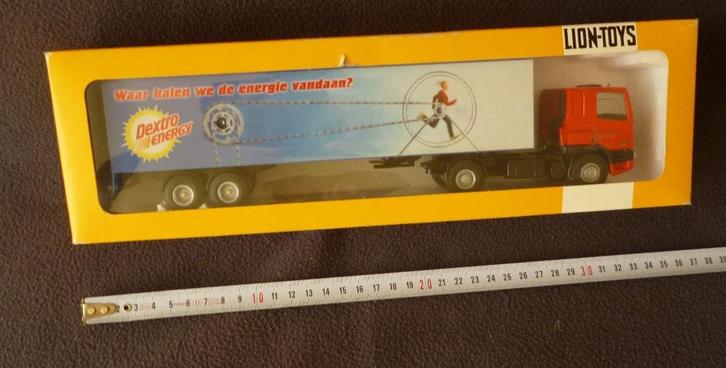 LION-TOYS
Waar halen we de energie vandaan?
Dextro
ENERGY
3 4 5 6 7 8 9 10 11 12 13 14 15 16 17 18 19 20 21 22 23 24 25 26 27 28 29 30 31 32 33 34 35 36 37 38 39